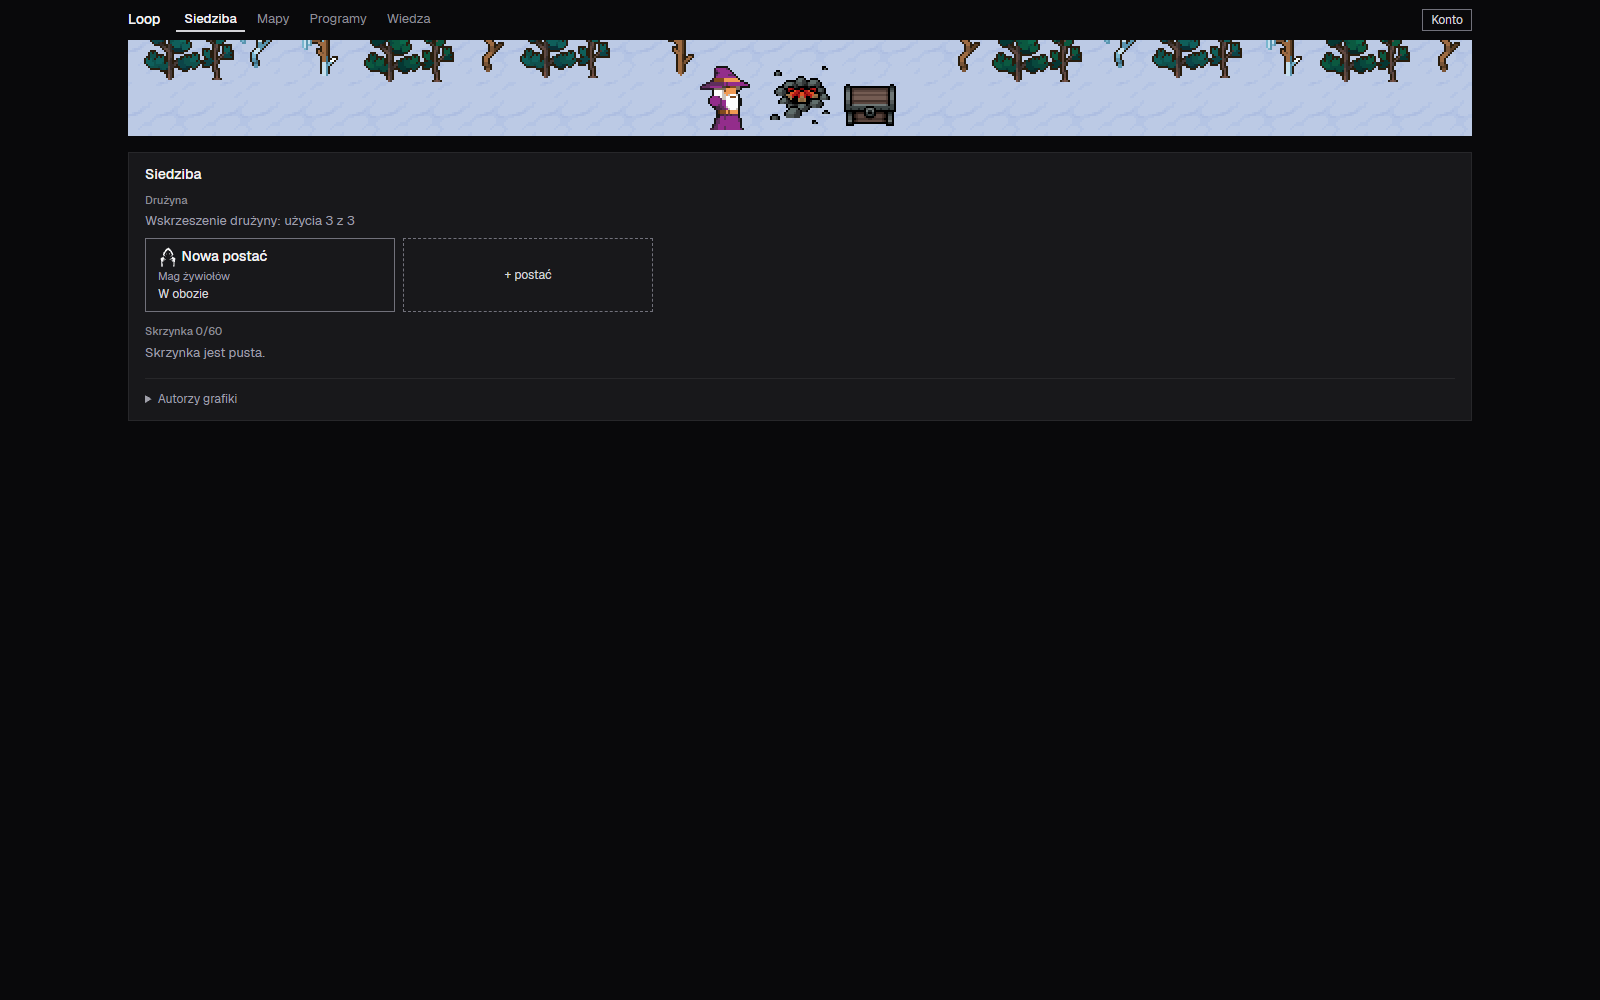 Loop Siedziba Mapy Programy Wiedza Konto
Siedziba
Drużyna
Wskrzeszenie drużyny: użycia 3 z 3
Nowa postać
Mag żywiołów
W obozie
+ postać
Skrzynka 0/60
Skrzynka jest pusta.
Autorzy grafiki